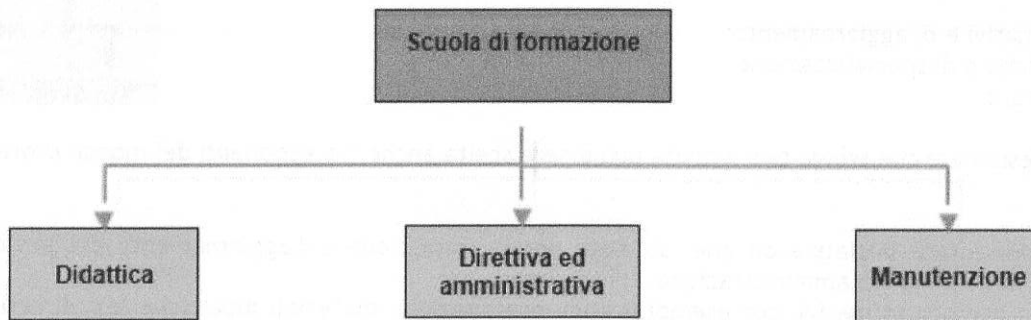 Scuola di formazione
Didattica
Direttiva ed
amministrativa
Manutenzione